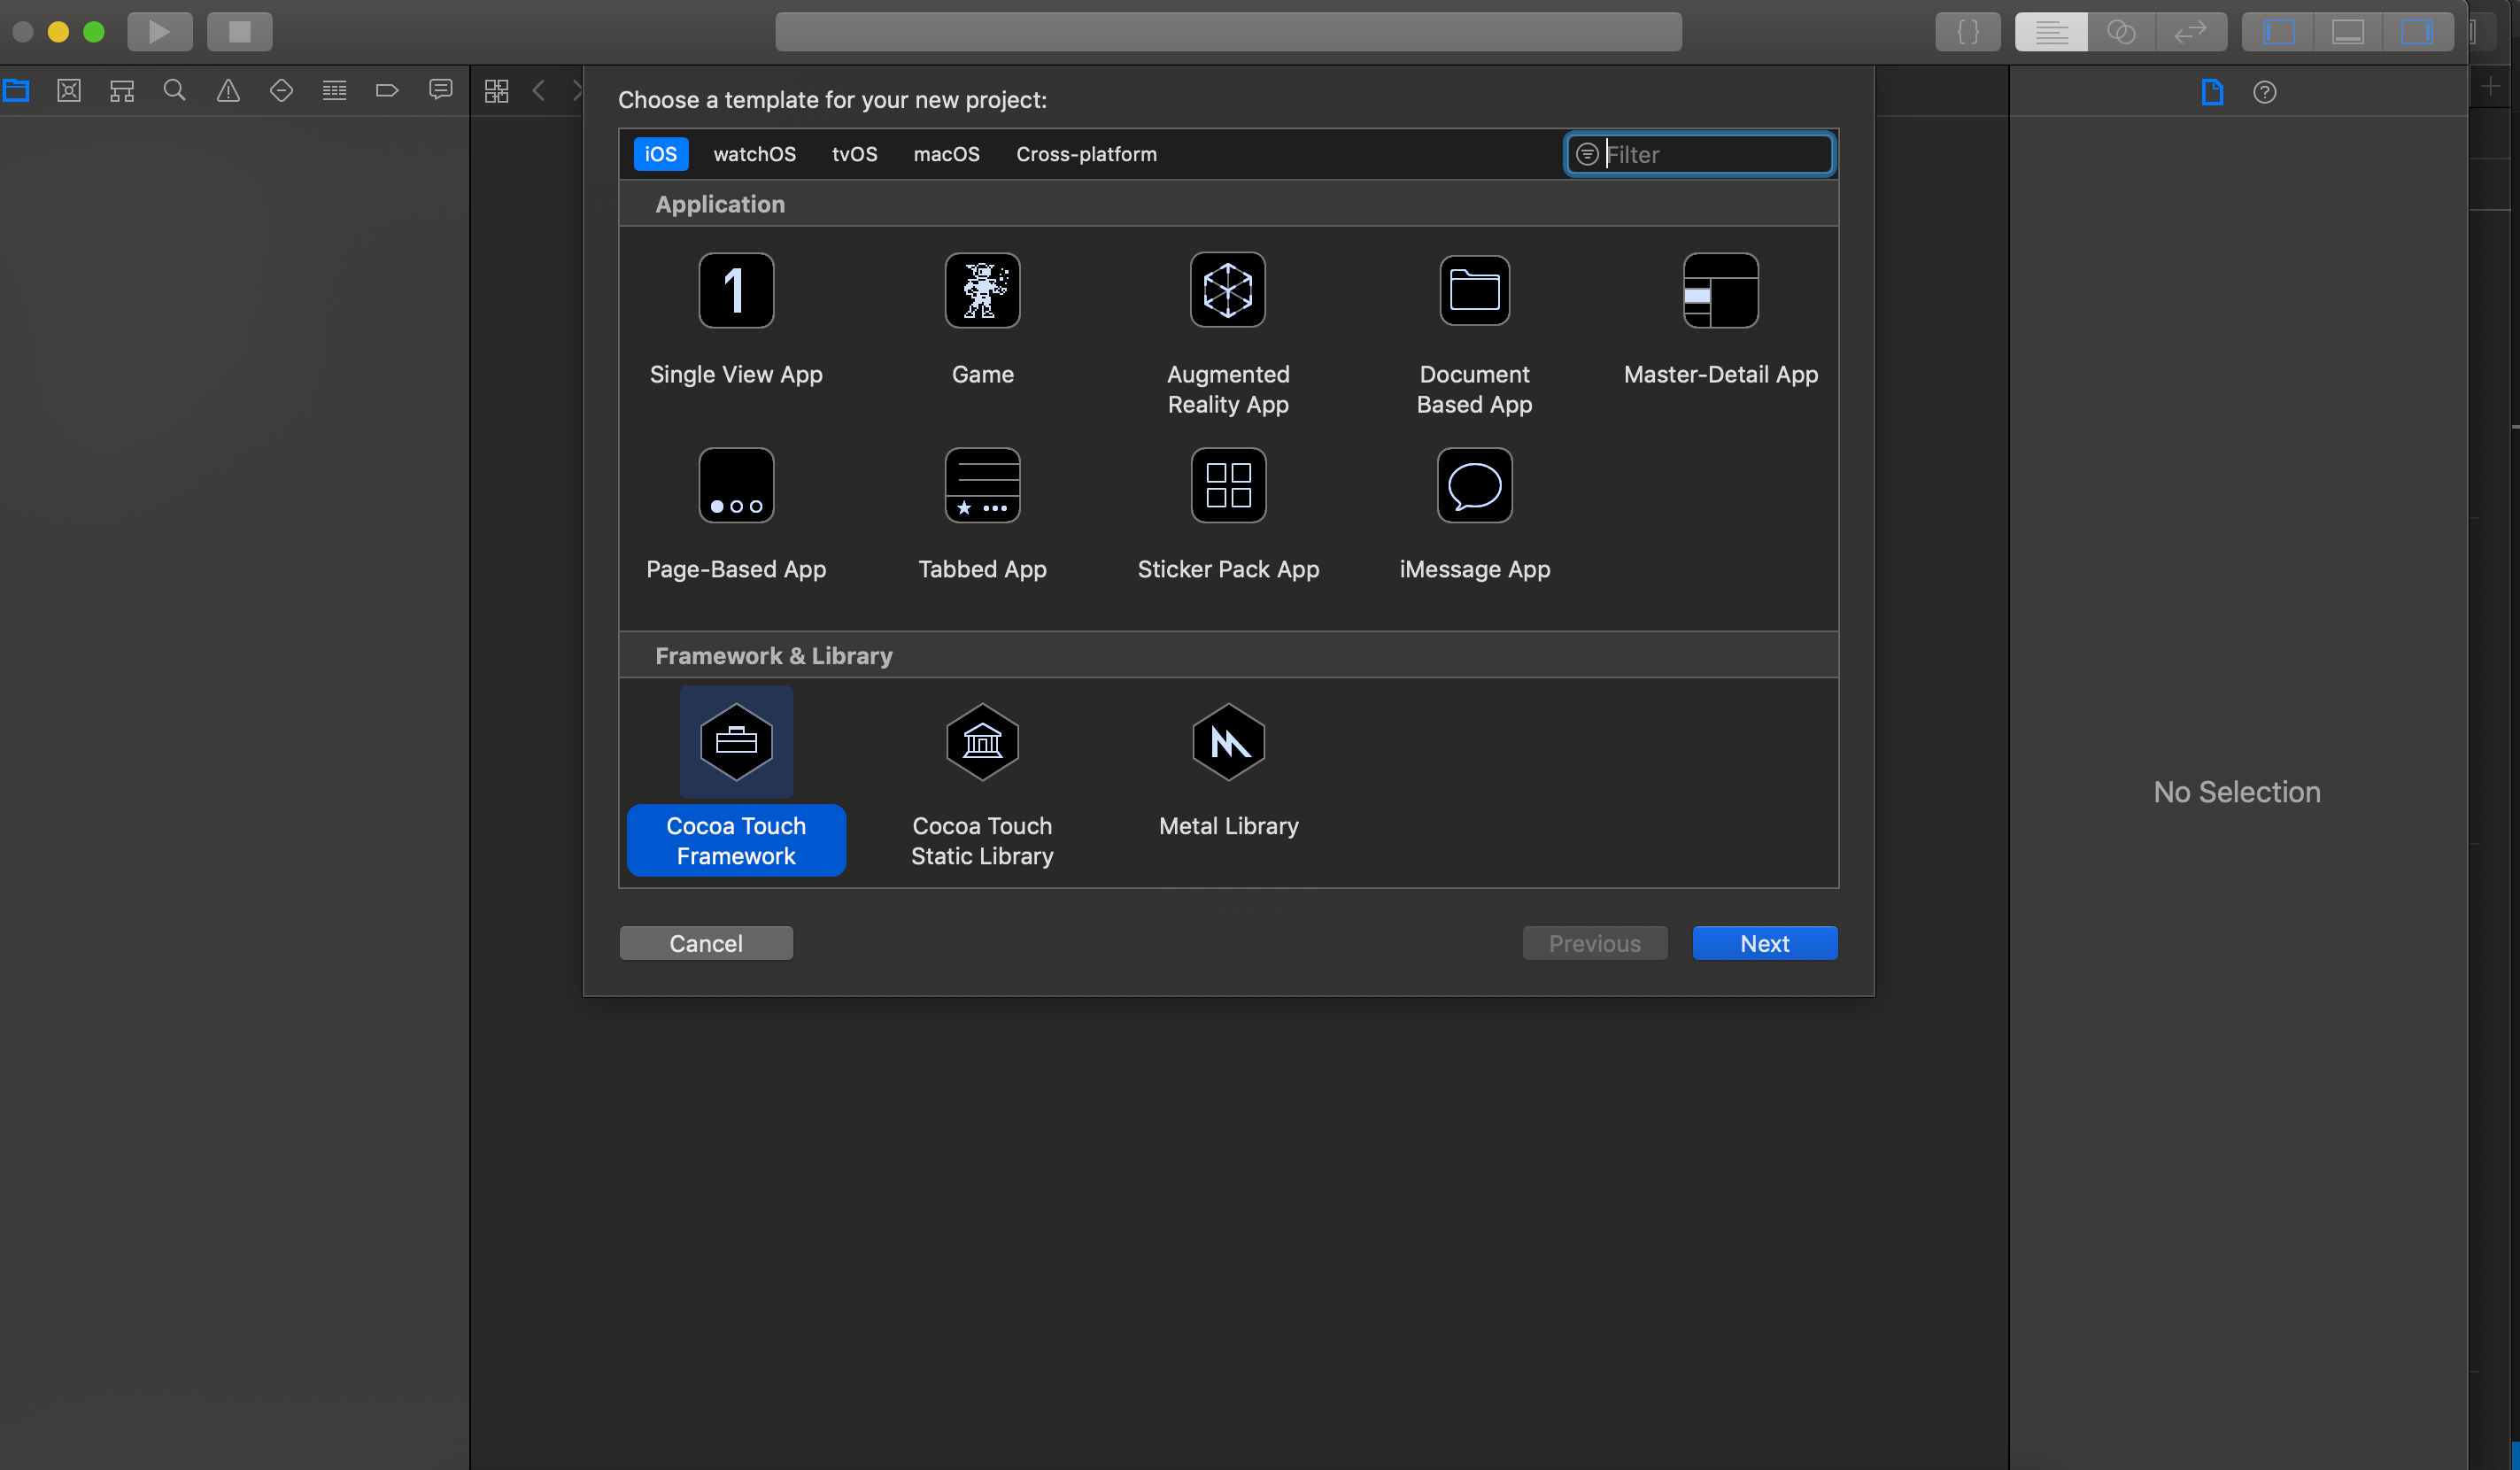 Choose a template for your new project:
iOS watchOS tvOS macOS Cross-platform Filter
Application
1
Single View App
Game
Augmented
Reality App
Document
Based App
Master-Detail App
Page-Based App
Tabbed App
Sticker Pack App
iMessage App
Framework & Library
Cocoa Touch
Framework
Cocoa Touch
Static Library
Metal Library
Cancel
Previous
Next
No Selection